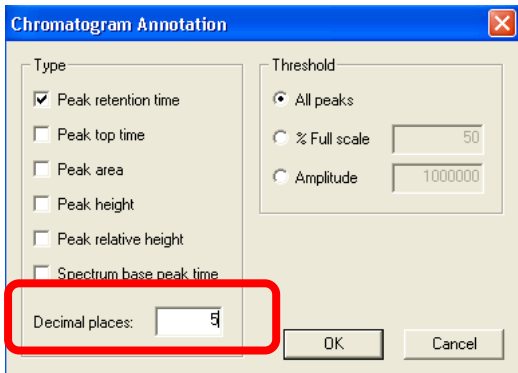 Chromatogram Annotation
Type
Peak retention time
Peak top time
Peak area
Peak height
Peak relative height
Spectrum base peak time
Decimal places: 5
Threshold
All peaks
% Full scale 50
Amplitude 1000000
OK Cancel